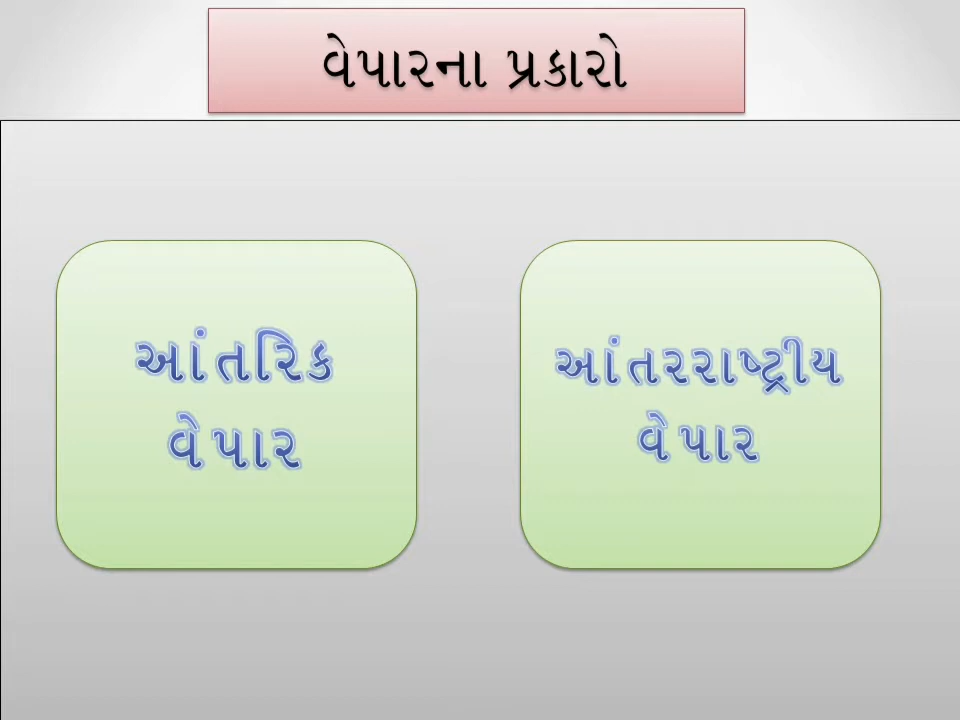 વેપારના પ્રકારો
આંતરિક
વેપાર
આંતરરાષ્ટ્રીય
વેપાર